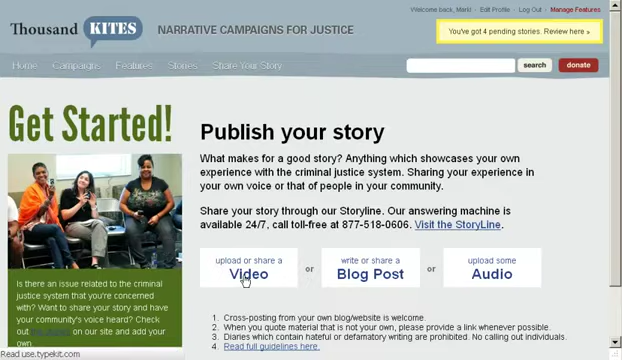 Welcome back, Mark! · Edit Profile · Log Out · Manage Features
Thousand KITES
NARRATIVE CAMPAIGNS FOR JUSTICE
You've got 4 pending stories. Review here »
Home Campaigns Features Stories Share Your Story
search
donate
Get Started!
Publish your story
What makes for a good story? Anything which showcases your own
experience with the criminal justice system. Sharing your experience in
your own voice or that of people in your community.
Share your story through our Storyline. Our answering machine is
available 24/7, call toll-free at 877-518-0606. Visit the StoryLine.
upload or share a
Video
or
write or share a
Blog Post
or
upload some
Audio
Is there an issue related to the criminal
justice system that you're concerned
with? Want to share your story and have
your community's voice heard? Check
out on our site and add your
own.
1. Cross-posting from your own blog/website is welcome.
2. When you quote material that is not your own, please provide a link whenever possible.
3. Diaries which contain hateful or defamatory writing are prohibited. No calling out individuals.
4. Read full guidelines here.
Read use.typekit.com